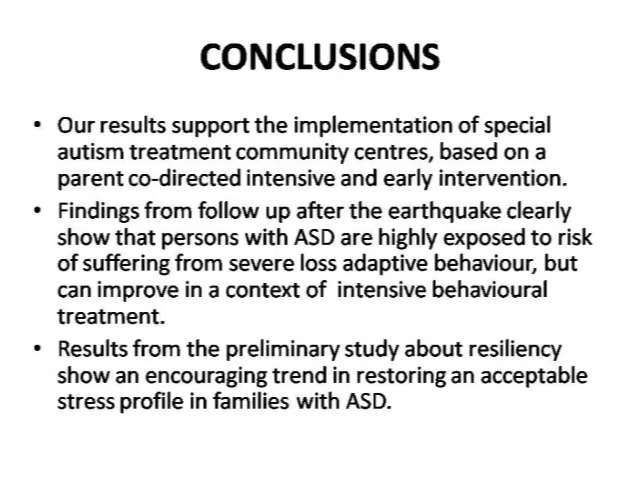 CONCLUSIONS
• Our results support the implementation of special
autism treatment community centres, based on a
parent co-directed intensive and early intervention.
• Findings from follow up after the earthquake clearly
show that persons with ASD are highly exposed to risk
of suffering from severe loss adaptive behaviour, but
can improve in a context of intensive behavioural
treatment.
• Results from the preliminary study about resiliency
show an encouraging trend in restoring an acceptable
stress profile in families with ASD.